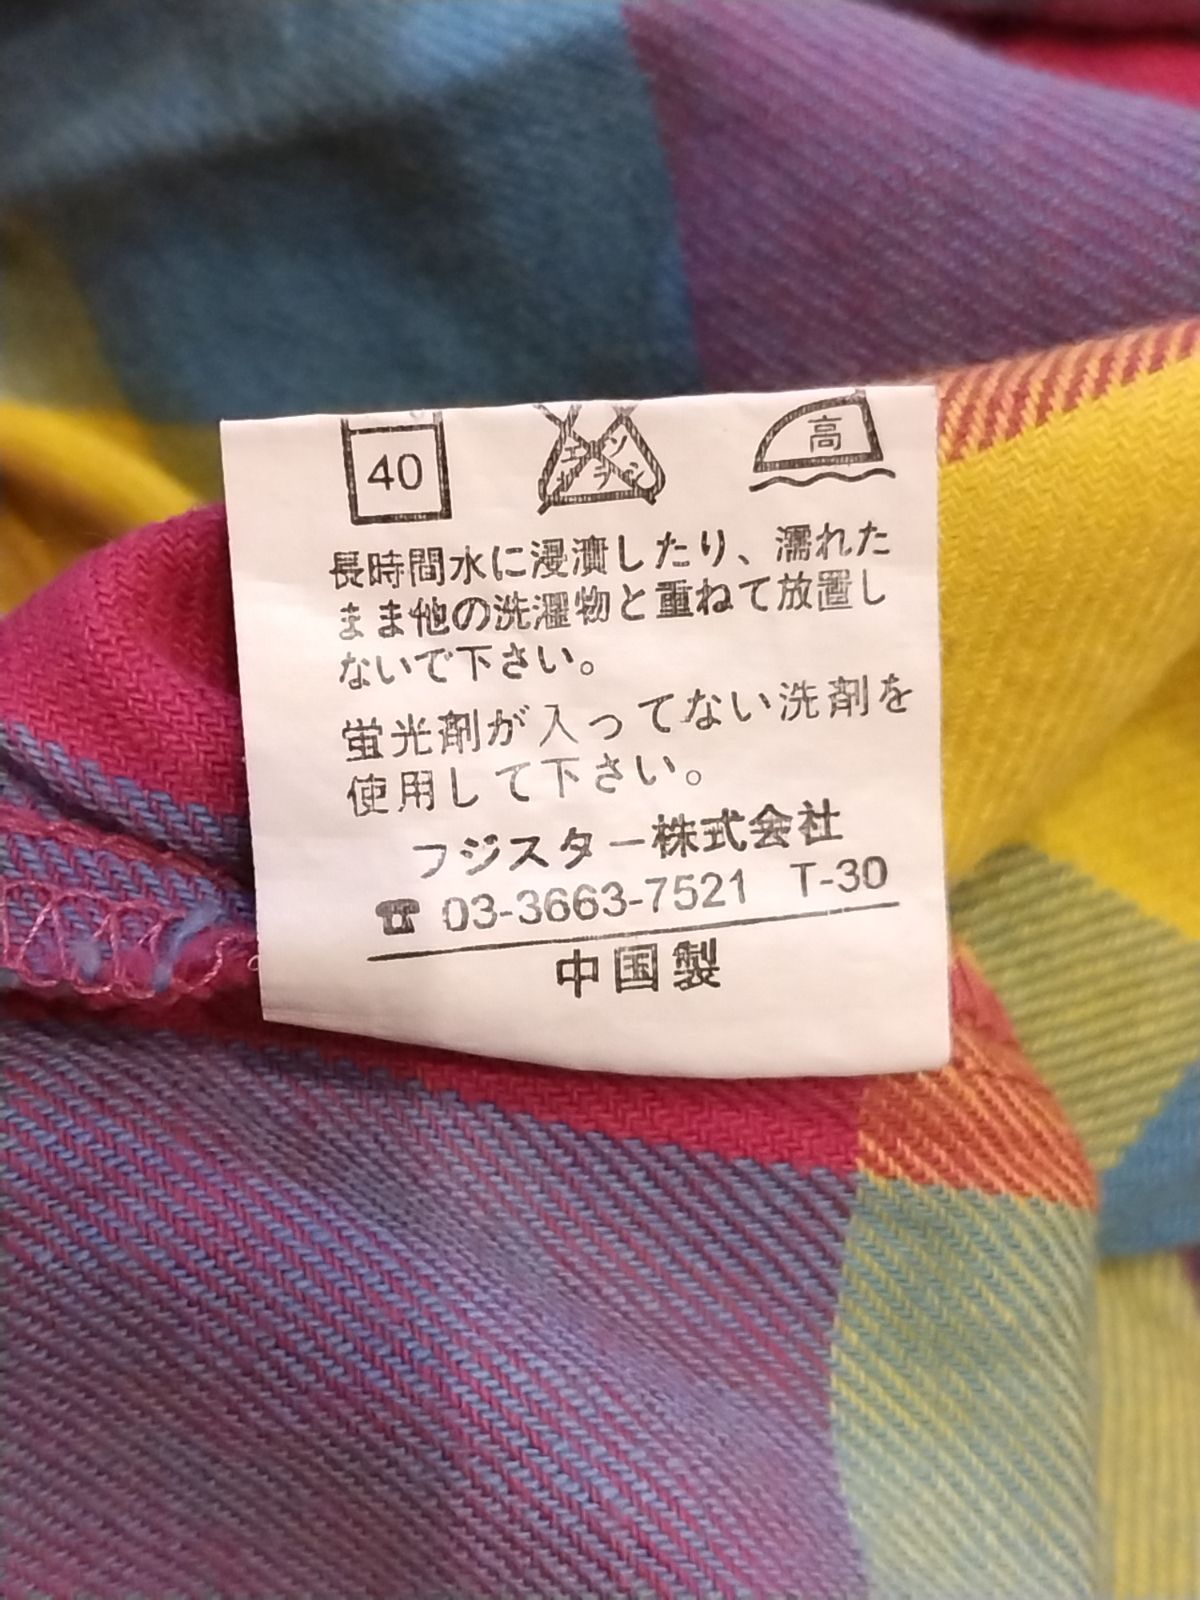 40
エンソ
サラシ
高
長時間水に浸漬したり、濡れた
まま他の洗濯物と重ねて放置し
ないで下さい。
蛍光剤が入ってない洗剤を
使用して下さい。
フジスター株式会社
☎ 03-3663-7521 T-30
中国製